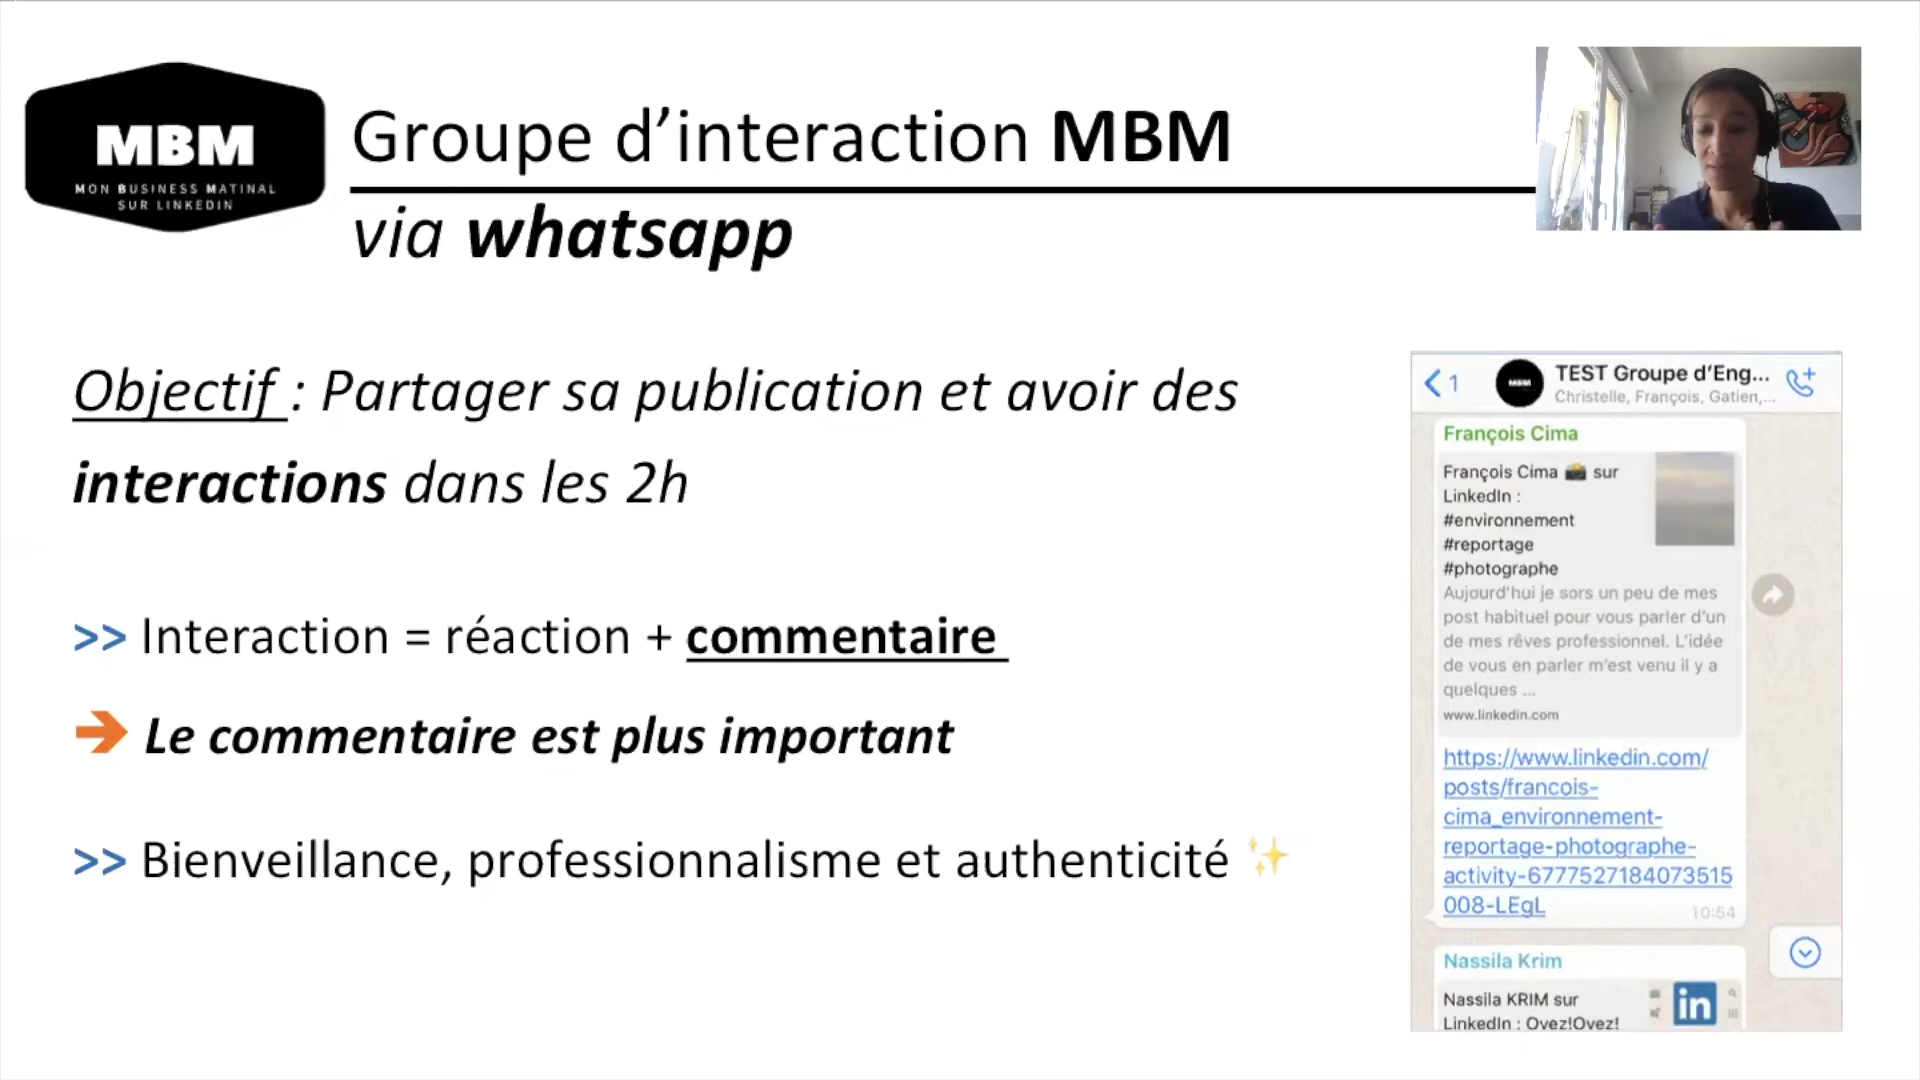 MBM
MON BUSINESS MATINAL
SUR LINKEDIN
Groupe d’interaction MBM
via whatsapp
Objectif : Partager sa publication et avoir des
interactions dans les 2h
>> Interaction = réaction + commentaire
➔ Le commentaire est plus important
>> Bienveillance, professionnalisme et authenticité ✨
1
MBM
TEST Groupe d’Eng...
Christelle, François, Gatien,...
François Cima
François Cima 📸 sur
LinkedIn :
#environnement
#reportage
#photographe
Aujourd’hui je sors un peu de mes
post habituel pour vous parler d’un
de mes rêves professionnel. L’idée
de vous en parler m’est venu il y a
quelques ...
www.linkedin.com
https://www.linkedin.com/
posts/francois-
cima_environnement-
reportage-photographe-
activity-6777527184073515
008-LEgL
10:54
Nassila Krim
Nassila KRIM sur
LinkedIn : Oyez!Oyez!
in